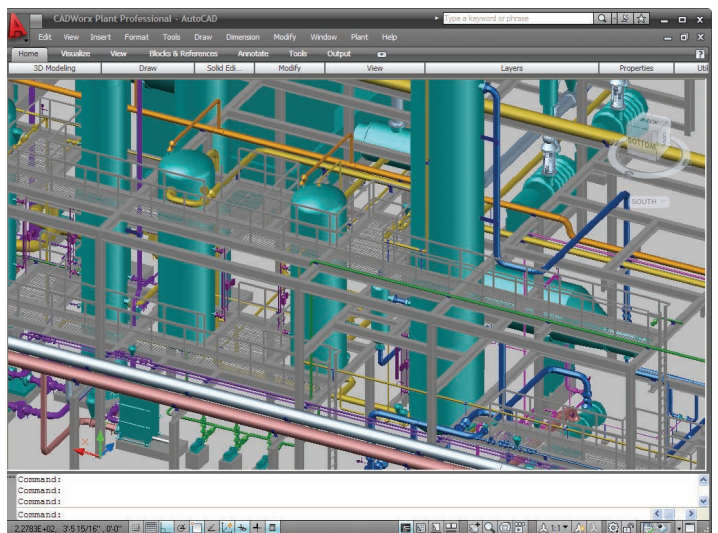 CADWorx Plant Professional - AutoCAD
Type a keyword or phrase
Edit View Insert Format Tools Draw Dimension Modify Window Plant Help
Home Visualize View Blocks & References Annotate Tools Output
3D Modeling Draw Solid Edi... Modify View Layers Properties Util
BOTTOM
SOUTH
X
Command:
Command:
Command:
Command:
2.2783E+02, 3'-5 15/16", 0'-0" 1:1